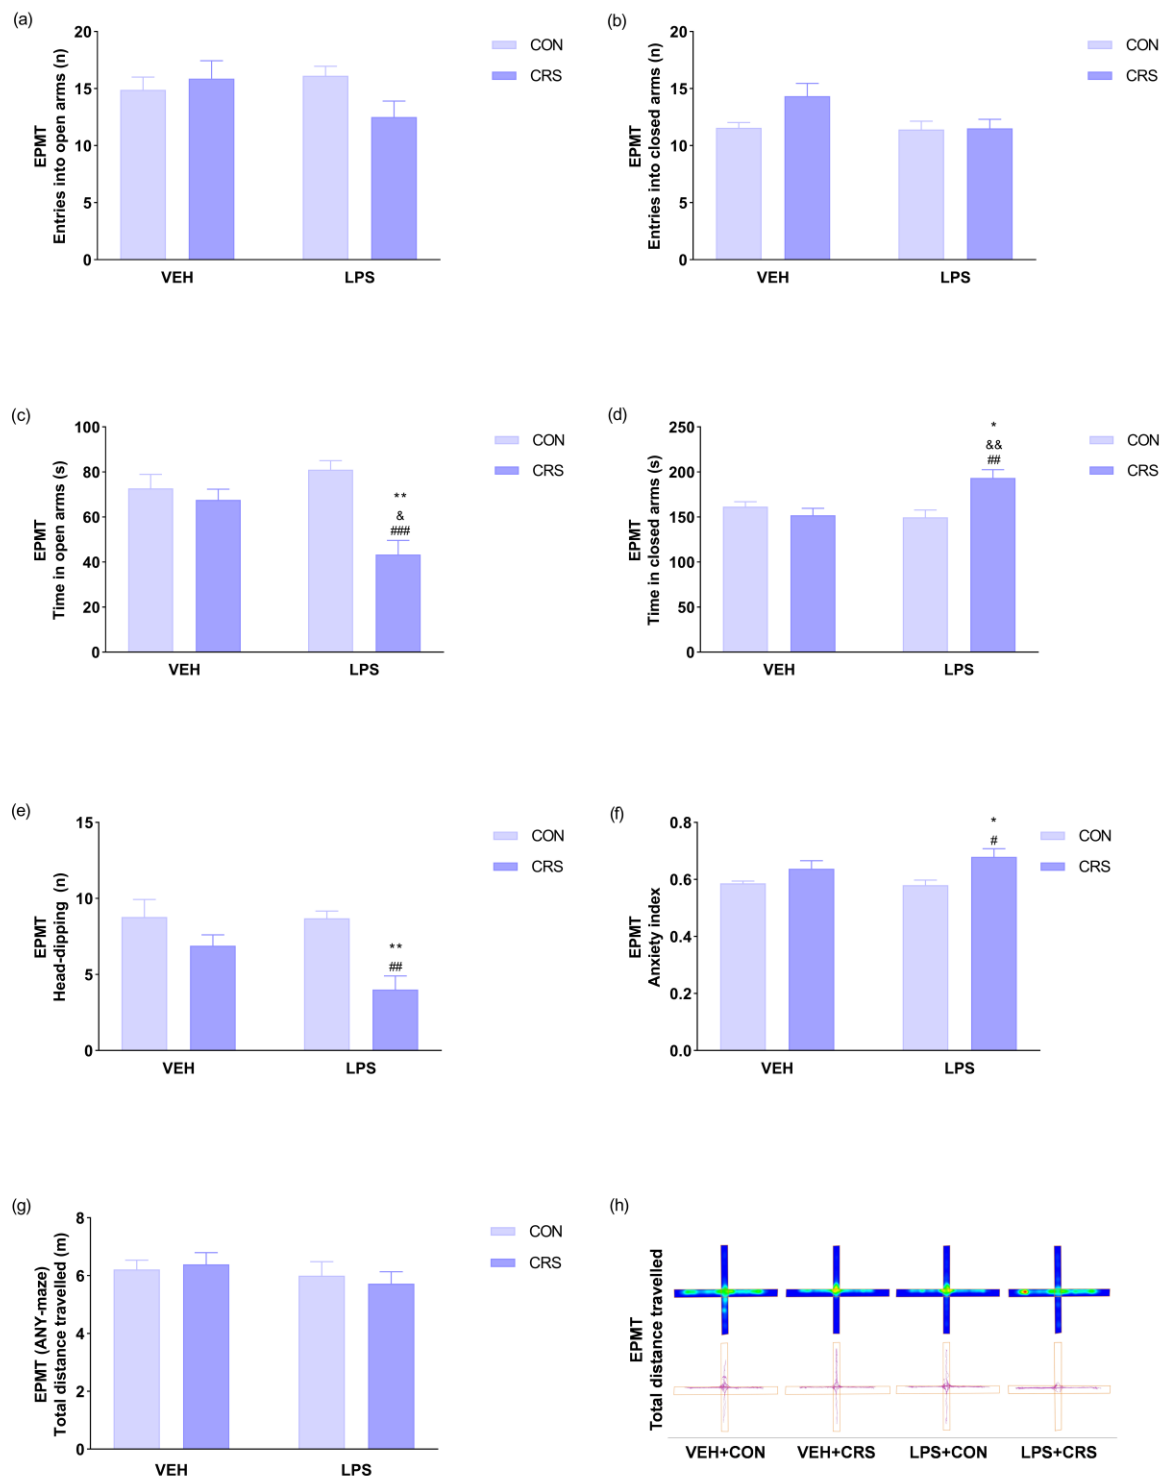 (a)
EPMT
Entries into open arms (n)
20
15
10
5
0
VEH
LPS
CON
CRS
(b)
EPMT
Entries into closed arms (n)
20
15
10
5
0
VEH
LPS
CON
CRS
(c)
EPMT
Time in open arms (s)
100
80
60
40
20
0
**
&
###
VEH
LPS
CON
CRS
(d)
EPMT
Time in closed arms (s)
250
200
150
100
50
0
*
&&
##
VEH
LPS
CON
CRS
(e)
EPMT
Head-dipping (n)
15
10
5
0
**
##
VEH
LPS
CON
CRS
(f)
EPMT
Anxiety index
0.8
0.6
0.4
0.2
0.0
*
#
VEH
LPS
CON
CRS
(g)
EPMT (ANY-maze)
Total distance travelled (m)
8
6
4
2
0
VEH
LPS
CON
CRS
(h)
EPMT
Total distance travelled
VEH+CON
VEH+CRS
LPS+CON
LPS+CRS